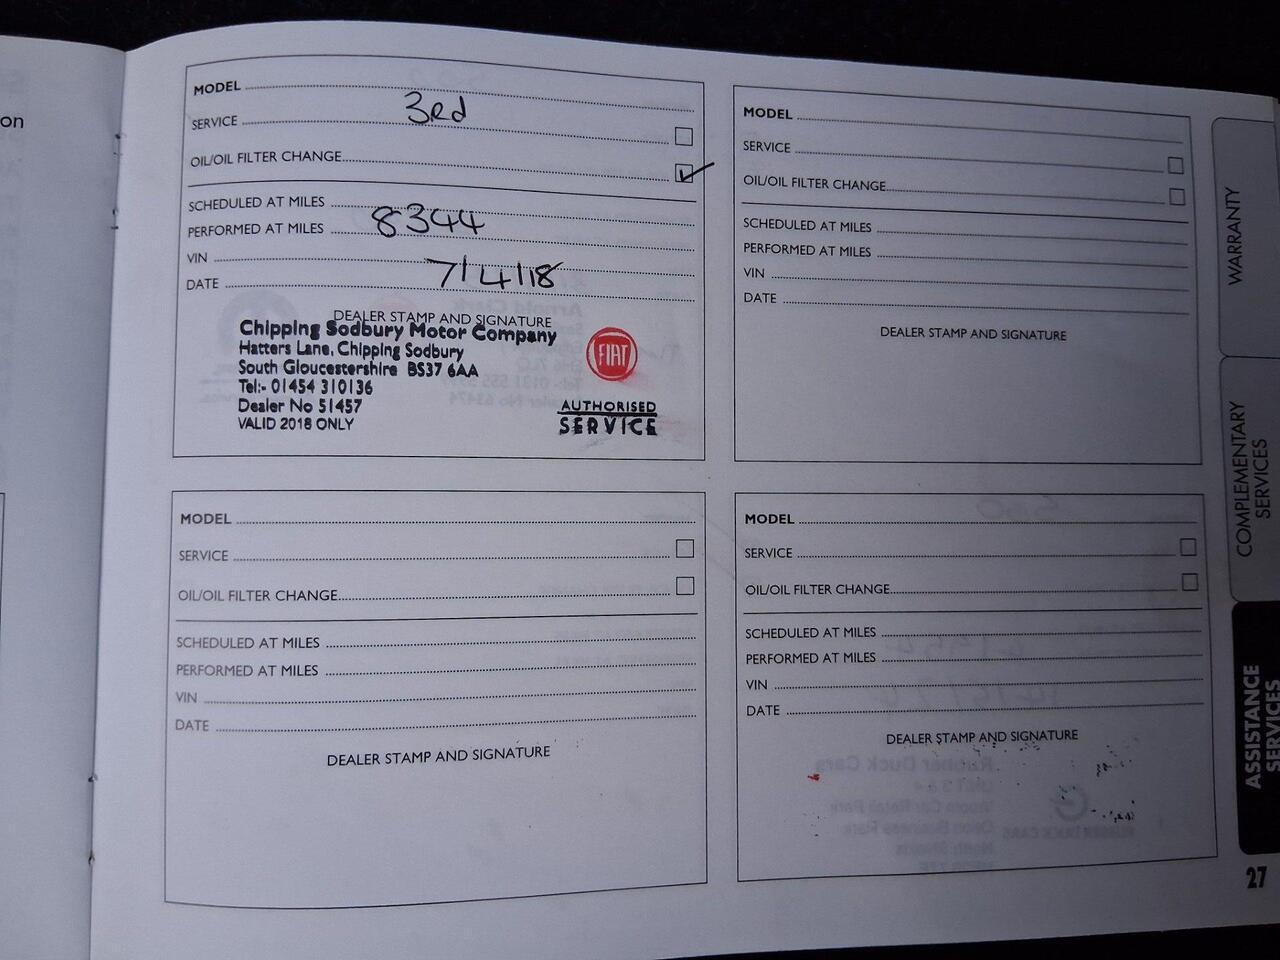 on
MODEL
SERVICE 3rd
OIL/OIL FILTER CHANGE
SCHEDULED AT MILES
PERFORMED AT MILES 8344
VIN
DATE 7/4/18
DEALER STAMP AND SIGNATURE
Chipping Sodbury Motor Company
Hatters Lane, Chipping Sodbury
South Gloucestershire BS37 6AA
Tel:- 01454 310136
Dealer No 51457
VALID 2018 ONLY
FIAT
AUTHORISED
SERVICE
MODEL
SERVICE
OIL/OIL FILTER CHANGE
SCHEDULED AT MILES
PERFORMED AT MILES
VIN
DATE
DEALER STAMP AND SIGNATURE
MODEL
SERVICE
OIL/OIL FILTER CHANGE
SCHEDULED AT MILES
PERFORMED AT MILES
VIN
DATE
DEALER STAMP AND SIGNATURE
MODEL
SERVICE
OIL/OIL FILTER CHANGE
SCHEDULED AT MILES
PERFORMED AT MILES
VIN
DATE
DEALER STAMP AND SIGNATURE
WARRANTY
COMPLEMENTARY
SERVICES
ASSISTANCE
SERVICES
27